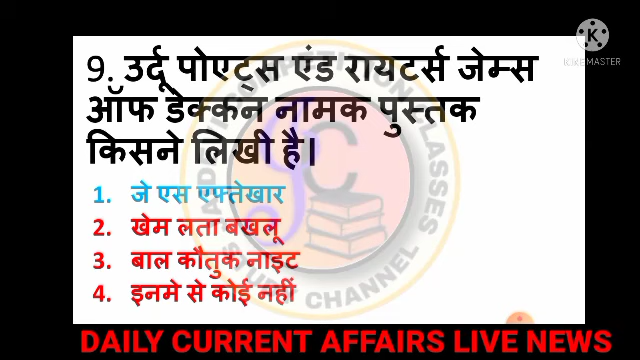 KINEMASTER
9. उर्दू पोएट्स एंड रायटर्स जेम्स
ऑफ डेक्कन नामक पुस्तक
किसने लिखी है।
1. जे एस एफ्तेखार
2. खेम लता बखलू
3. बाल कौतुक नाइट
4. इनमे से कोई नहीं
DAILY CURRENT AFFAIRS LIVE NEWS